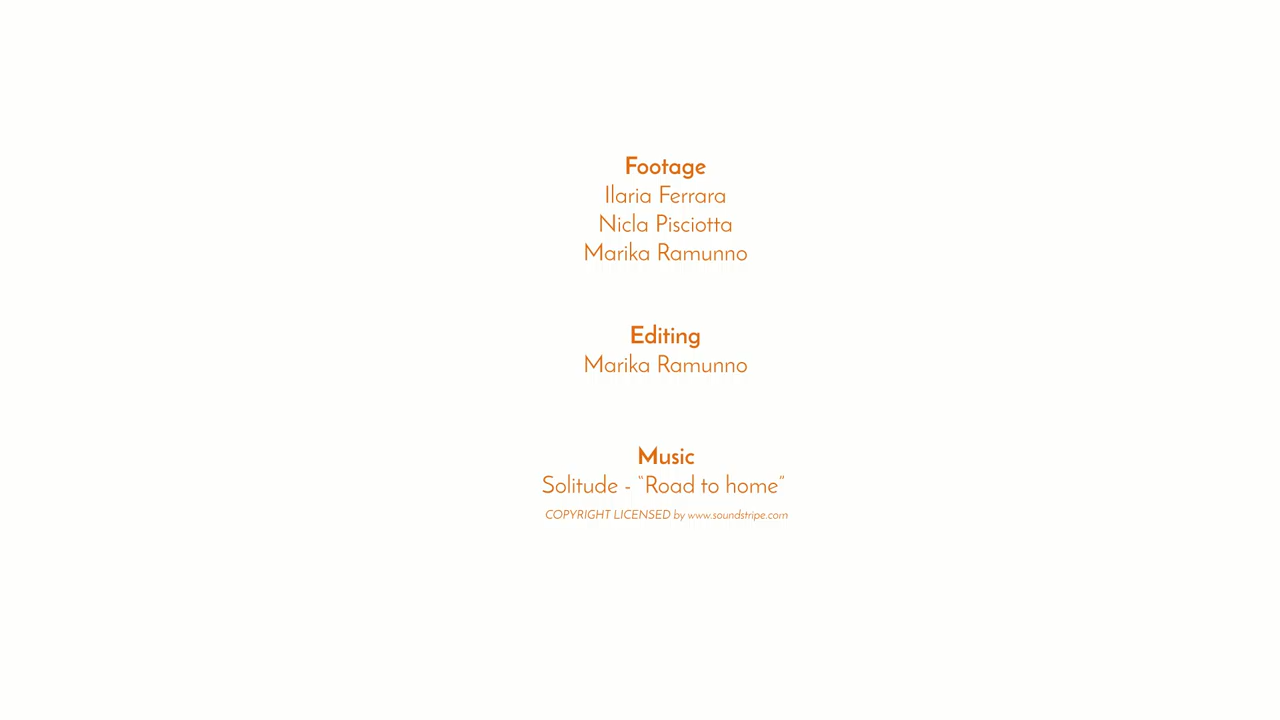 Footage
Ilaria Ferrara
Nicla Pisciotta
Marika Ramunno
Editing
Marika Ramunno
Music
Solitude - “Road to home”
COPYRIGHT LICENSED by www.soundstripe.com